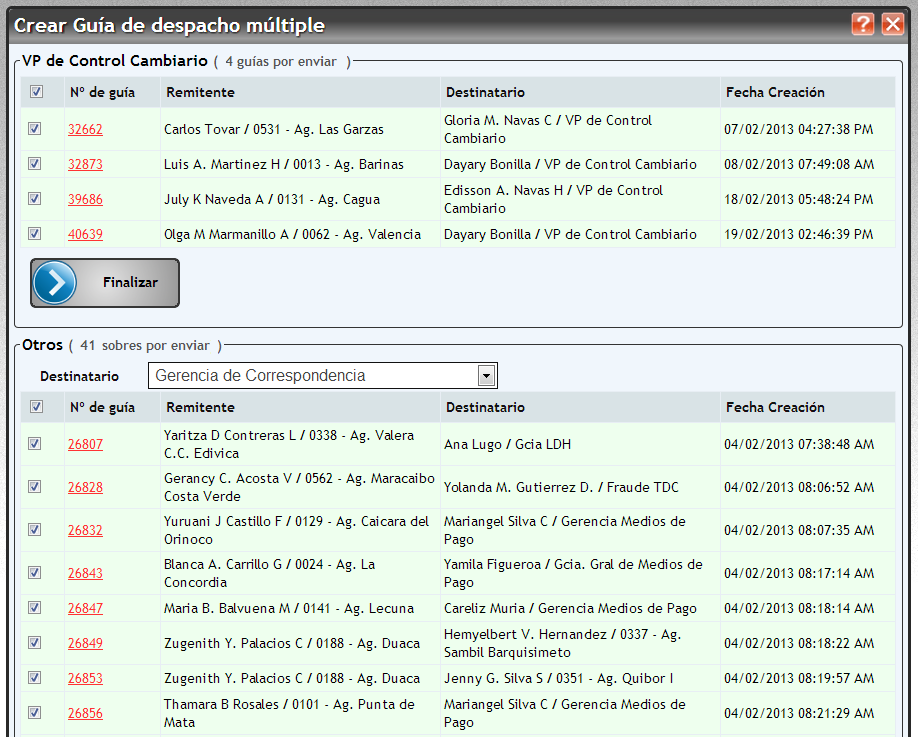 Crear Guía de despacho múltiple
VP de Control Cambiario ( 4 guías por enviar )
Nº de guía Remitente Destinatario Fecha Creación
32662 Carlos Tovar / 0531 - Ag. Las Garzas Gloria M. Navas C / VP de Control Cambiario 07/02/2013 04:27:38 PM
32873 Luis A. Martinez H / 0013 - Ag. Barinas Dayary Bonilla / VP de Control Cambiario 08/02/2013 07:49:08 AM
39686 July K Naveda A / 0131 - Ag. Cagua Edisson A. Navas H / VP de Control Cambiario 18/02/2013 05:48:24 PM
40639 Olga M Marmanillo A / 0062 - Ag. Valencia Dayary Bonilla / VP de Control Cambiario 19/02/2013 02:46:39 PM
Finalizar
Otros ( 41 sobres por enviar )
Destinatario Gerencia de Correspondencia
Nº de guía Remitente Destinatario Fecha Creación
26807 Yaritza D Contreras L / 0338 - Ag. Valera C.C. Edivica Ana Lugo / Gcia LDH 04/02/2013 07:38:48 AM
26828 Gerancy C. Acosta V / 0562 - Ag. Maracaibo Costa Verde Yolanda M. Gutierrez D. / Fraude TDC 04/02/2013 08:06:52 AM
26832 Yuruani J Castillo F / 0129 - Ag. Caicara del Orinoco Mariangel Silva C / Gerencia Medios de Pago 04/02/2013 08:07:35 AM
26843 Blanca A. Carrillo G / 0024 - Ag. La Concordia Yamila Figueroa / Gcia. Gral de Medios de Pago 04/02/2013 08:17:14 AM
26847 Maria B. Balvuena M / 0141 - Ag. Lecuna Careliz Muria / Gerencia Medios de Pago 04/02/2013 08:18:14 AM
26849 Zugenith Y. Palacios C / 0188 - Ag. Duaca Hemyelbert V. Hernandez / 0337 - Ag. Sambil Barquisimeto 04/02/2013 08:18:22 AM
26853 Zugenith Y. Palacios C / 0188 - Ag. Duaca Jenny G. Silva S / 0351 - Ag. Quibor I 04/02/2013 08:19:57 AM
26856 Thamara B Rosales / 0101 - Ag. Punta de Mata Mariangel Silva C / Gerencia Medios de Pago 04/02/2013 08:21:29 AM